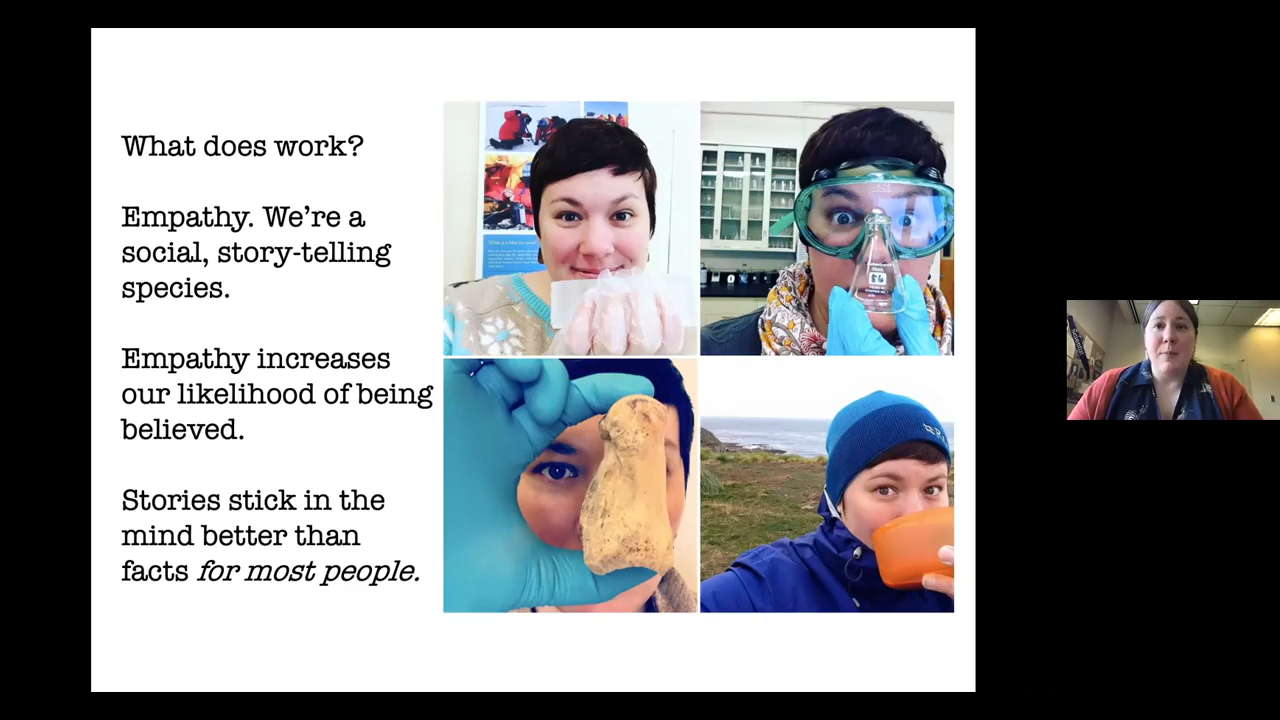 What does work?
Empathy. We're a
social, story-telling
species.
Empathy increases
our likelihood of being
believed.
Stories stick in the
mind better than
facts for most people.